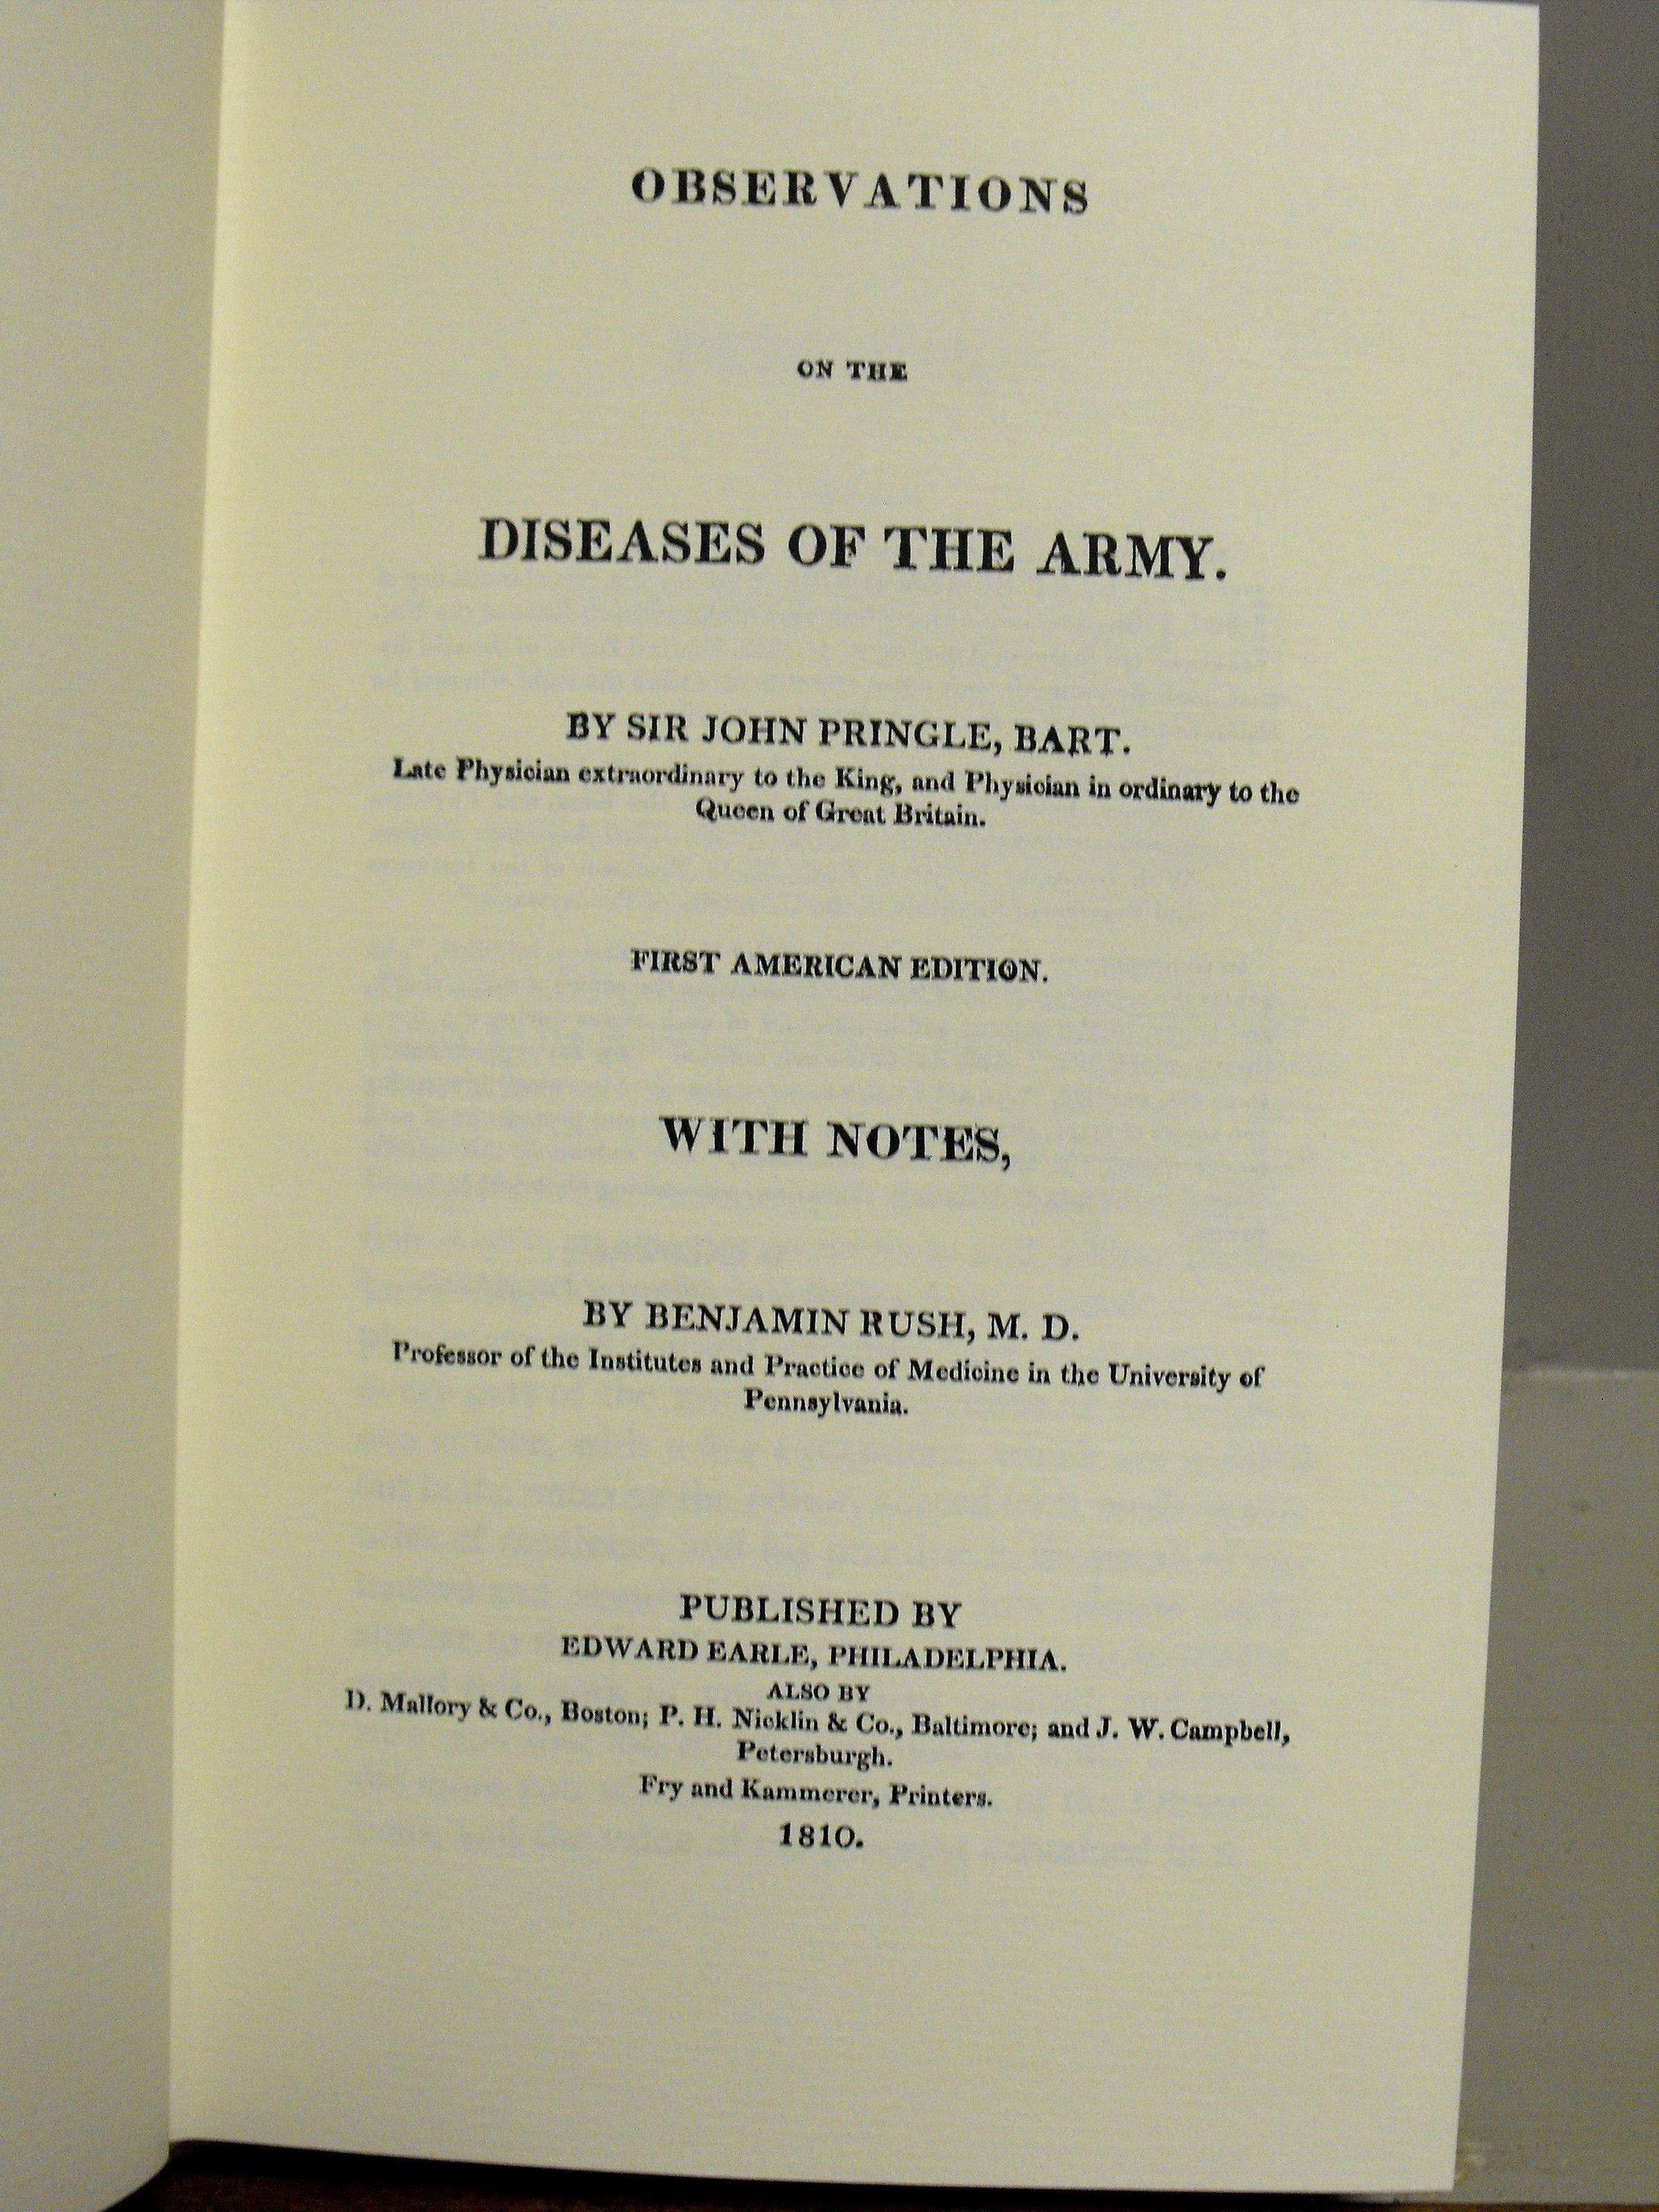 OBSERVATIONS
ON THE
DISEASES OF THE ARMY.
BY SIR JOHN PRINGLE, BART.
Late Physician extraordinary to the King, and Physician in ordinary to the
Queen of Great Britain.
FIRST AMERICAN EDITION.
WITH NOTES,
BY BENJAMIN RUSH, M. D.
Professor of the Institutes and Practice of Medicine in the University of
Pennsylvania.
PUBLISHED BY
EDWARD EARLE, PHILADELPHIA.
ALSO BY
D. Mallory & Co., Boston; P. H. Nicklin & Co., Baltimore; and J. W. Campbell,
Petersburgh.
Fry and Kammerer, Printers.
1810.